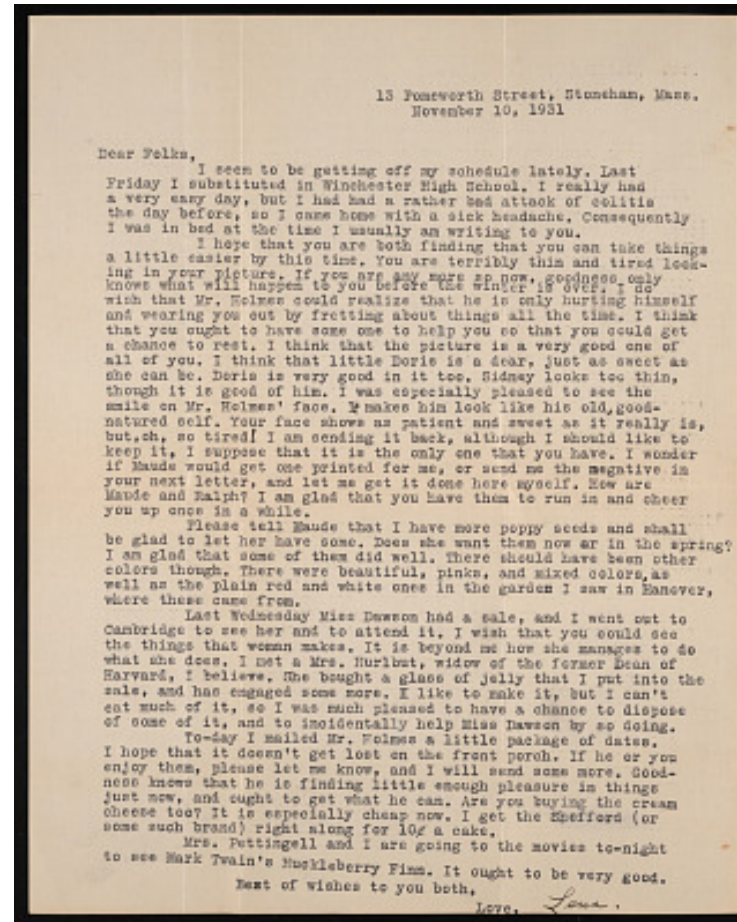 13 Pomeworth Street, Stoneham, Mass.
November 10, 1931
Dear Folks,
I seem to be getting off my schedule lately. Last
Friday I substituted in Winchester High School. I really had
a very easy day, but I had had a rather bad attack of colitis
the day before, so I came home with a sick headache. Consequently
I was in bed at the time I usually am writing to you.
I hope that you are both finding that you can take things
a little easier by this time. You are terribly thin and tired look-
ing in your picture. If you are any more so now, goodness only
knows what will happen to you before the winter is over. I do
wish that Mr. Holmes could realize that he is only hurting himself
and wearing you out by fretting about things all the time. I think
that you ought to have some one to help you so that you could get
a chance to rest. I think that the picture is a very good one of
all of you. I think that little Doris is a dear, just as sweet as
she can be. Doris is very good in it too. Sidney looks too thin,
though it is good of him. I was especially pleased to see the
smile on Mr. Holmes' face. It makes him look like his old, good-
natured self. Your face shows as patient and sweet as it really is,
but, oh, so tired! I am sending it back, although I should like to
keep it, I suppose that it is the only one that you have. I wonder
if Maude would get one printed for me, or send me the negative in
your next letter, and let me get it done here myself. How are
Maude and Ralph? I am glad that you have them to run in and cheer
you up once in a while.
Please tell Maude that I have more poppy seeds and shall
be glad to let her have some. Does she want them now or in the spring?
I am glad that some of them did well. There should have been other
colors though. There were beautiful, pinks, and mixed colors, as
well as the plain red and white ones in the garden I saw in Hanover,
where these came from.
Last Wednesday Miss Dawson had a sale, and I went out to
Cambridge to see her and to attend it. I wish that you could see
the things that woman makes. It is beyond me how she manages to do
what she does. I met a Mrs. Hurlbut, widow of the former Dean of
Harvard, I believe. She bought a glass of jelly that I put into the
sale, and has engaged some more. I like to make it, but I can't
eat much of it, so I was much pleased to have a chance to dispose
of some of it, and to incidentally help Miss Dawson by so doing.
To-day I mailed Mr. Holmes a little package of dates.
I hope that it doesn't get lost on the front porch. If he or you
enjoy them, please let me know, and I will send some more. Good-
ness knows that he is finding little enough pleasure in things
just now, and ought to get what he can. Are you buying the cream
cheese too? It is especially cheap now. I get the Shefford (or
some such brand) right along for 10¢ a cake.
Mrs. Pettingell and I are going to the movies to-night
to see Mark Twain's Huckleberry Finn. It ought to be very good.
Best of wishes to you both,
Love, Lena.